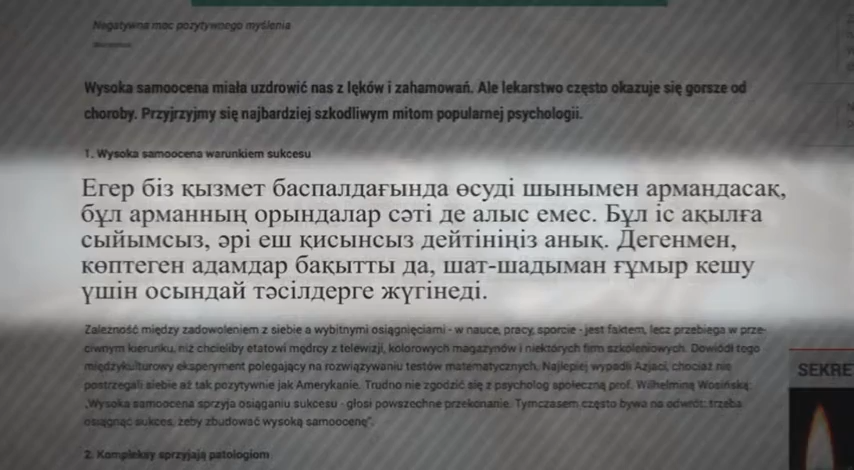 Negatywna moc pozytywnego myślenia
Wysoka samoocena miała uzdrowić nas z lęków i zahamowań. Ale lekarstwo często okazuje się gorsze od
choroby. Przyjrzyjmy się najbardziej szkodliwym mitom popularnej psychologii.
1. Wysoka samoocena warunkiem sukcesu
Егер біз қызмет баспалдағында өсуді шынымен армандасақ,
бұл арманның орындалар сәті де алыс емес. Бұл іс ақылға
сыйымсыз, әрі еш қисынсыз дейтініңіз анық. Дегенмен,
көптеген адамдар бақытты да, шат-шадыман ғұмыр кешу
үшін осындай тәсілдерге жүгінеді.
Zależność między zadowoleniem z siebie a wybitnymi osiągnięciami - w nauce, pracy, sporcie - jest faktem, lecz przebiega w prze-
ciwnym kierunku, niż chcieliby etatowi mędrcy z telewizji, kolorowych magazynów i niektórych firm szkoleniowych. Dowiódł tego
międzykulturowy eksperyment polegający na rozwiązywaniu testów matematycznych. Najlepiej wypadli Azjaci, chociaż nie
postrzegali siebie aż tak pozytywnie jak Amerykanie. Trudno nie zgodzić się z psycholog społeczną prof. Wilhelminą Wosińską:
„Wysoka samoocena sprzyja osiąganiu sukcesu - głosi powszechne przekonanie. Tymczasem często bywa na odwrót: trzeba
osiągnąć sukces, żeby zbudować wysoką samoocenę”.
2. Kompleksy sprzyjają patologiom
SEKRE